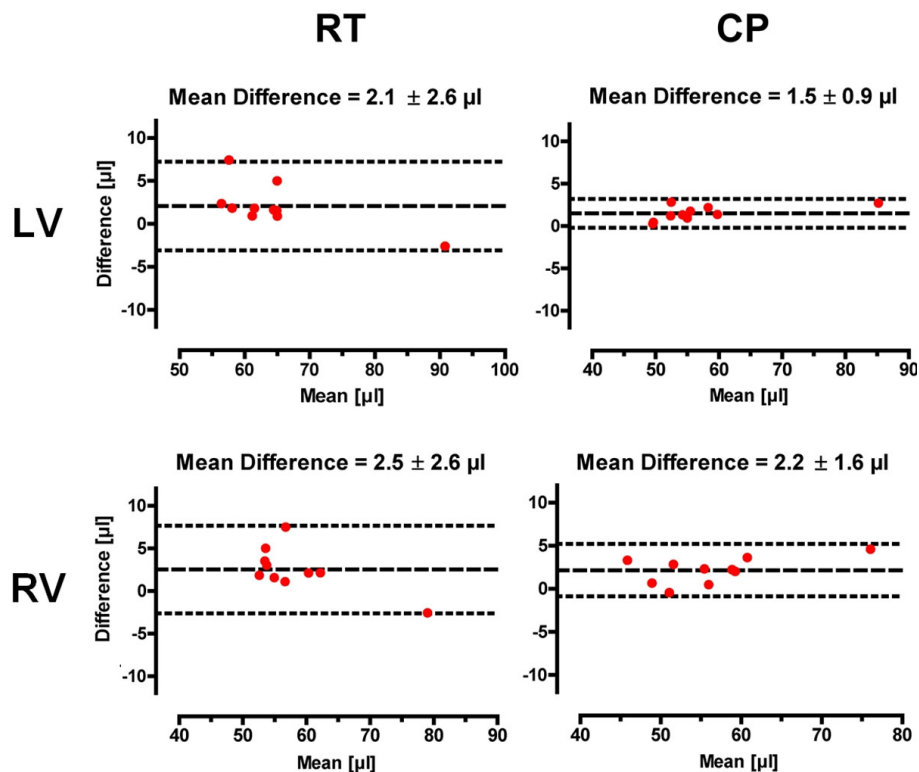 RT CP
Mean Difference = 2.1 ± 2.6 µl
Mean Difference = 1.5 ± 0.9 µl
LV
Difference [µl]
10
5
0
-5
-10
50 60 70 80 90 100
Mean [µl]
Difference [µl]
10
5
0
-5
-10
40 50 60 70 80 90
Mean [µl]
Mean Difference = 2.5 ± 2.6 µl
Mean Difference = 2.2 ± 1.6 µl
RV
Difference [µl]
10
5
0
-5
-10
40 50 60 70 80 90
Mean [µl]
Difference [µl]
10
5
0
-5
-10
40 50 60 70 80
Mean [µl]